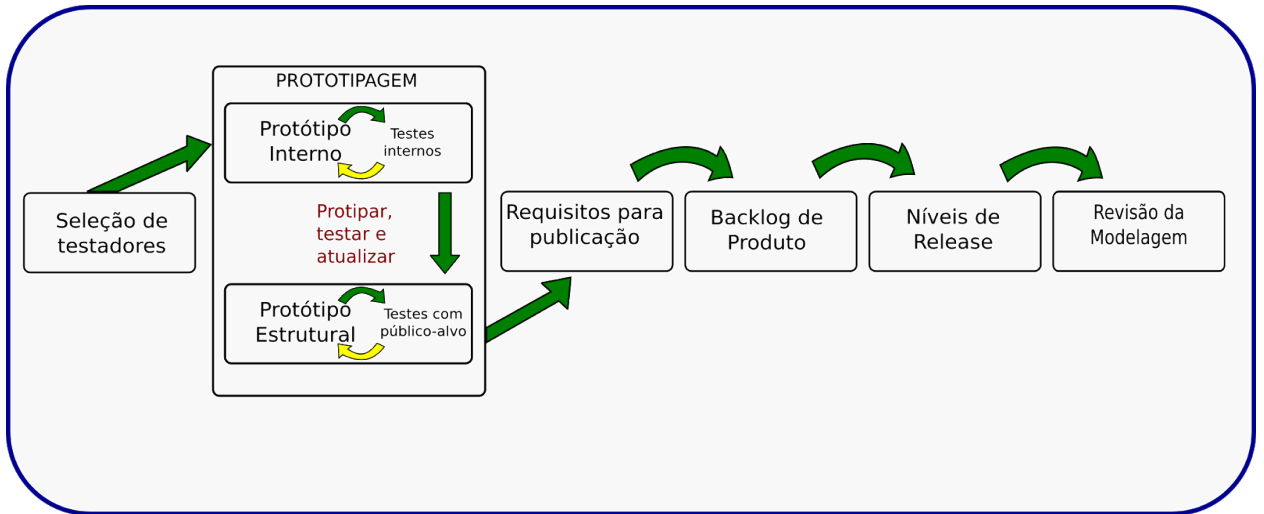 PROTOTIPAGEM
Protótipo
Interno
Testes
internos
Seleção de
testadores
Protipar,
testar e
atualizar
Protótipo
Estrutural
Testes com
público-alvo
Requisitos para
publicação
Backlog de
Produto
Níveis de
Release
Revisão da
Modelagem